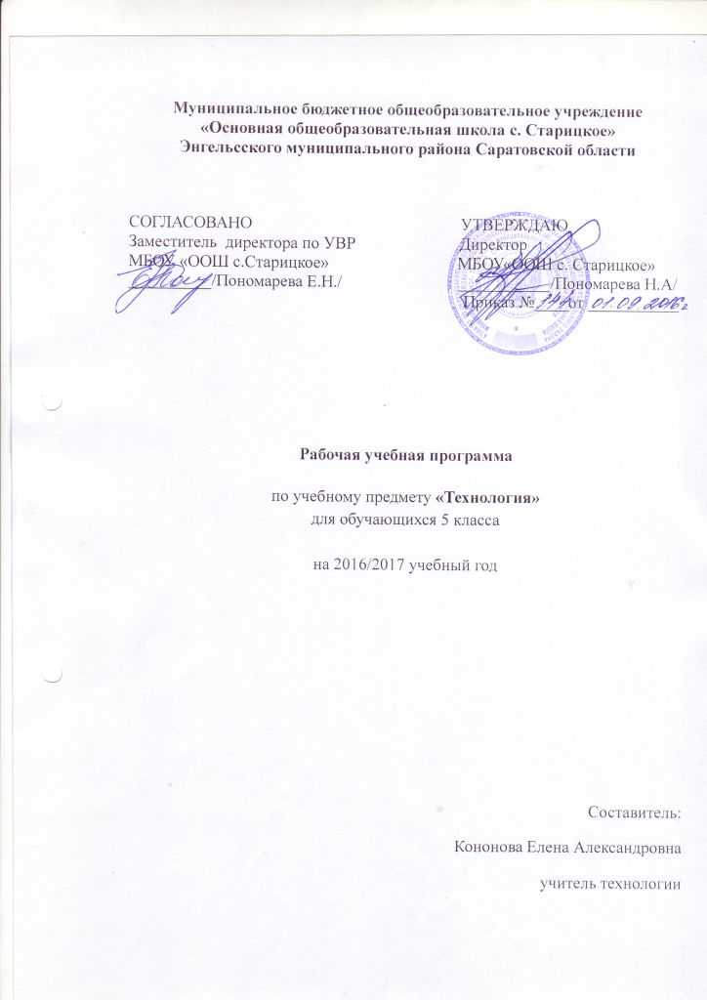 Муниципальное бюджетное общеобразовательное учреждение
«Основная общеобразовательная школа с. Старицкое»
Энгельсского муниципального района Саратовской области
СОГЛАСОВАНО
Заместитель директора по УВР
МБОУ «ООШ с.Старицкое»
/Пономарева Е.Н./
УТВЕРЖДАЮ
Директор
МБОУ«ООШ с. Старицкое»
/Пономарева Н.А/
Приказ № 144 от 01.09.2016 г
Рабочая учебная программа
по учебному предмету «Технология»
для обучающихся 5 класса
на 2016/2017 учебный год
Составитель:
Кононова Елена Александровна
учитель технологии